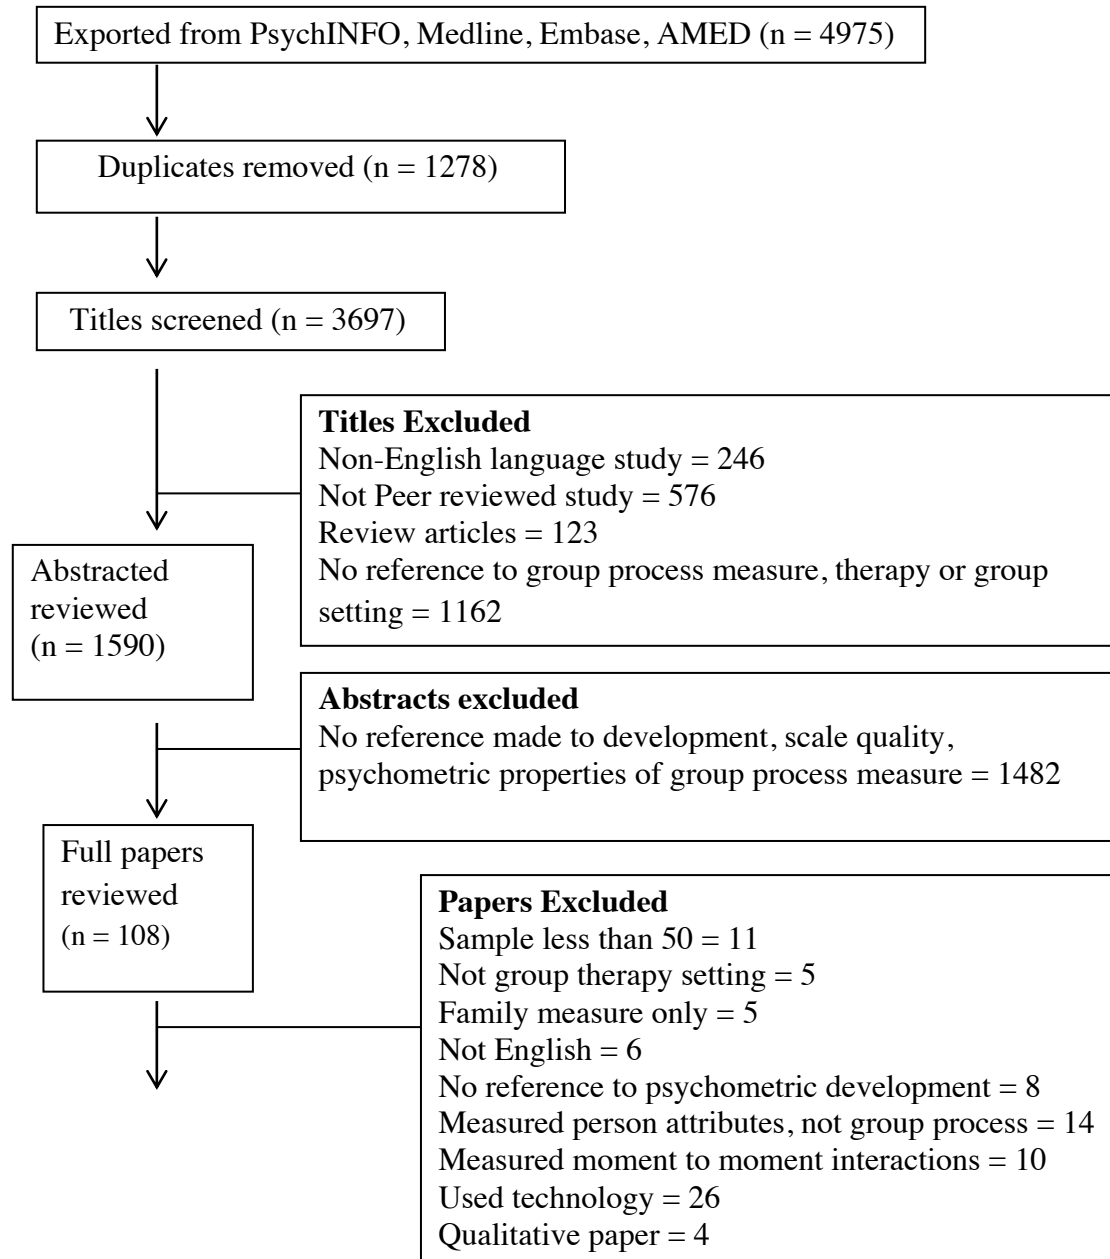 Exported from PsychINFO, Medline, Embase, AMED (n = 4975)
Duplicates removed (n = 1278)
Titles screened (n = 3697)
Titles Excluded
Non-English language study = 246
Not Peer reviewed study = 576
Review articles = 123
No reference to group process measure, therapy or group
setting = 1162
Abstracted
reviewed
(n = 1590)
Abstracts excluded
No reference made to development, scale quality,
psychometric properties of group process measure = 1482
Full papers
reviewed
(n = 108)
Papers Excluded
Sample less than 50 = 11
Not group therapy setting = 5
Family measure only = 5
Not English = 6
No reference to psychometric development = 8
Measured person attributes, not group process = 14
Measured moment to moment interactions = 10
Used technology = 26
Qualitative paper = 4